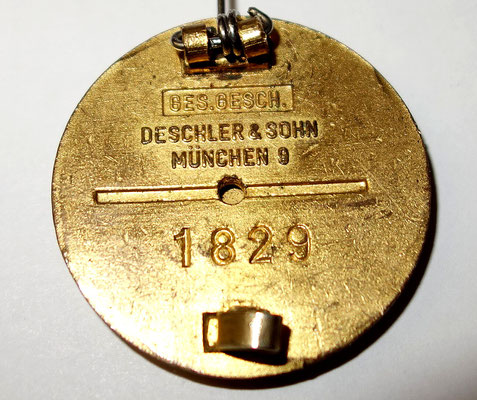 GES.GESCH.
DESCHLER & SOHN
MÜNCHEN 9
1829